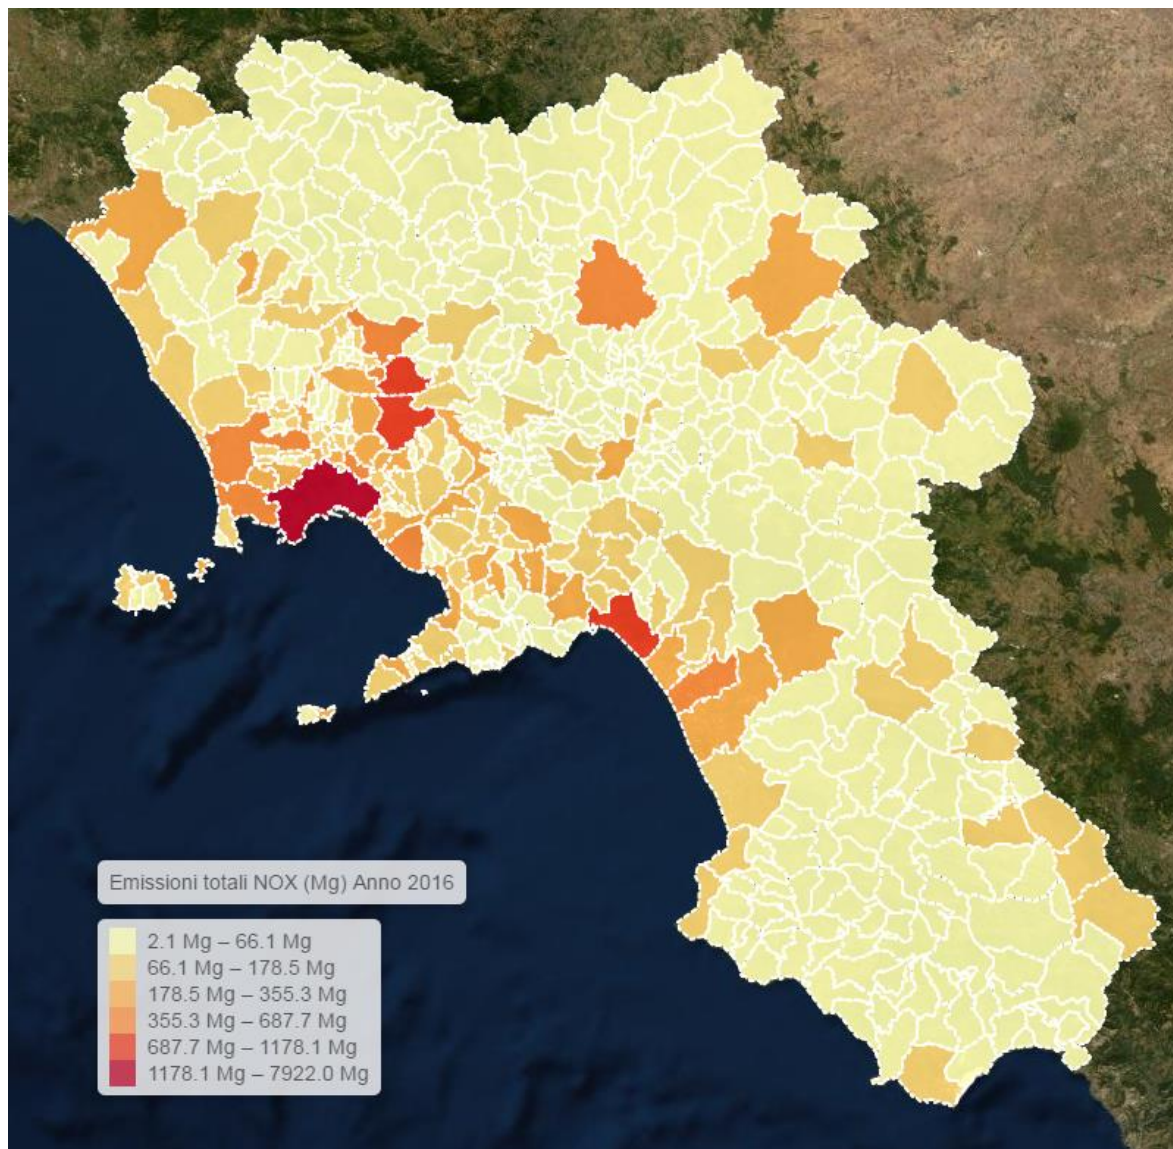 Emissioni totali NOX (Mg) Anno 2016
2.1 Mg – 66.1 Mg
66.1 Mg – 178.5 Mg
178.5 Mg – 355.3 Mg
355.3 Mg – 687.7 Mg
687.7 Mg – 1178.1 Mg
1178.1 Mg – 7922.0 Mg